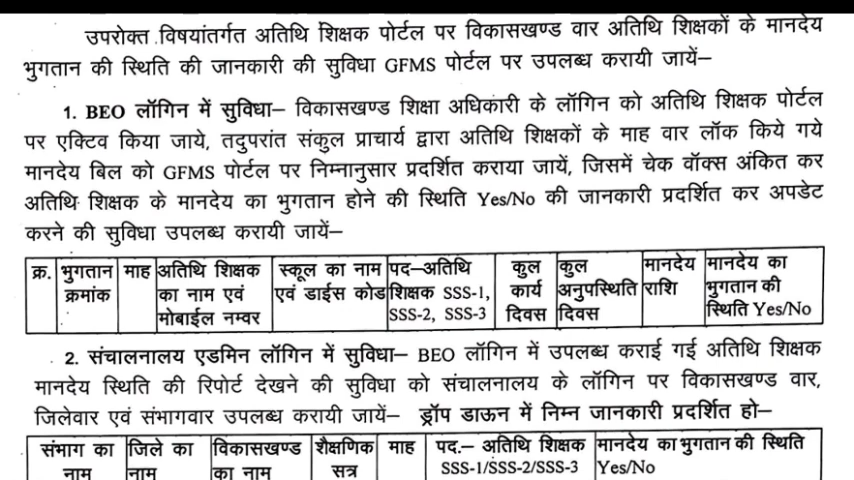 उपरोक्त विषयांतर्गत अतिथि शिक्षक पोर्टल पर विकासखण्ड वार अतिथि शिक्षकों के मानदेय
भुगतान की स्थिति की जानकारी की सुविधा GFMS पोर्टल पर उपलब्ध करायी जायें–
1. BEO लॉगिन में सुविधा– विकासखण्ड शिक्षा अधिकारी के लॉगिन को अतिथि शिक्षक पोर्टल
पर एक्टिव किया जाये, तदुपरांत संकुल प्राचार्य द्वारा अतिथि शिक्षकों के माह वार लॉक किये गये
मानदेय बिल को GFMS पोर्टल पर निम्नानुसार प्रदर्शित कराया जायें, जिसमें चेक वॉक्स अंकित कर
अतिथि शिक्षक के मानदेय का भुगतान होने की स्थिति Yes/No की जानकारी प्रदर्शित कर अपडेट
करने की सुविधा उपलब्ध करायी जायें–
क्र. भुगतान माह अतिथि शिक्षक स्कूल का नाम पद–अतिथि कुल कुल मानदेय मानदेय का
क्रमांक का नाम एवं एवं डाईस कोड शिक्षक SSS-1, कार्य अनुपस्थिति राशि भुगतान की
मोबाईल नम्वर SSS-2, SSS-3 दिवस दिवस स्थिति Yes/No
2. संचालनालय एडमिन लॉगिन में सुविधा– BEO लॉगिन में उपलब्ध कराई गई अतिथि शिक्षक
मानदेय स्थिति की रिपोर्ट देखने की सुविधा को संचालनालय के लॉगिन पर विकासखण्ड वार,
जिलेवार एवं संभागवार उपलब्ध करायी जायें– ड्रॉप डाऊन में निम्न जानकारी प्रदर्शित हो–
संभाग का जिले का विकासखण्ड शैक्षणिक माह पद.– अतिथि शिक्षक मानदेय का भुगतान की स्थिति
नाम नाम का नाम सत्र SSS-1/SSS-2/SSS-3 Yes/No